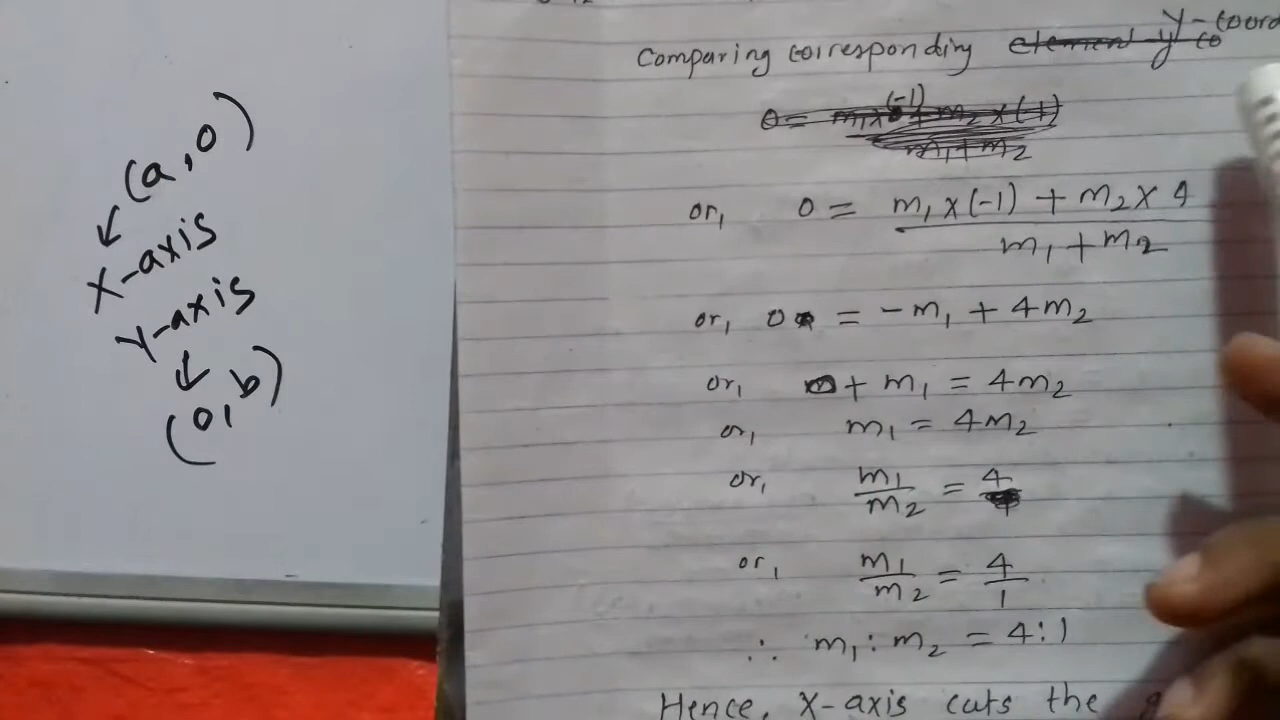 (a, 0)
↓
X-axis
Y-axis
↓
(0, b)
Comparing corresponding Y-coord
or, 0 = m₁×(-1) + m₂×4
m₁+m₂
or, 0 = -m₁ + 4m₂
or, + m₁ = 4m₂
or, m₁ = 4m₂
or, m₁/m₂ = 4
or, m₁/m₂ = 4/1
∴ m₁ : m₂ = 4:1
Hence, X-axis cuts the